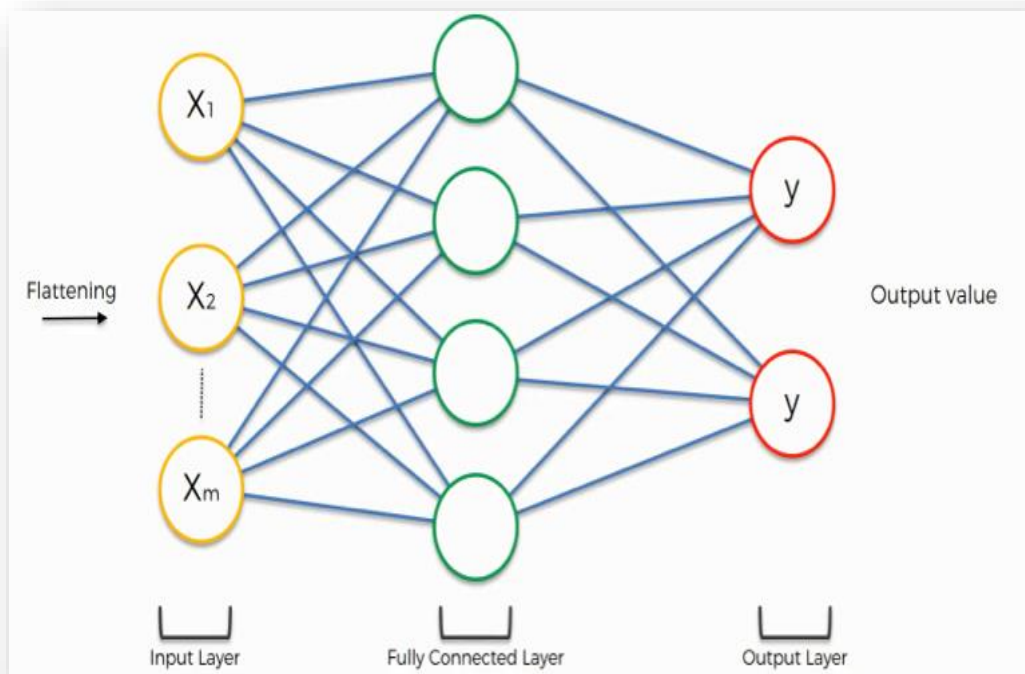 X₁
X₂
Xₘ
Flattening
y
y
Output value
Input Layer
Fully Connected Layer
Output Layer